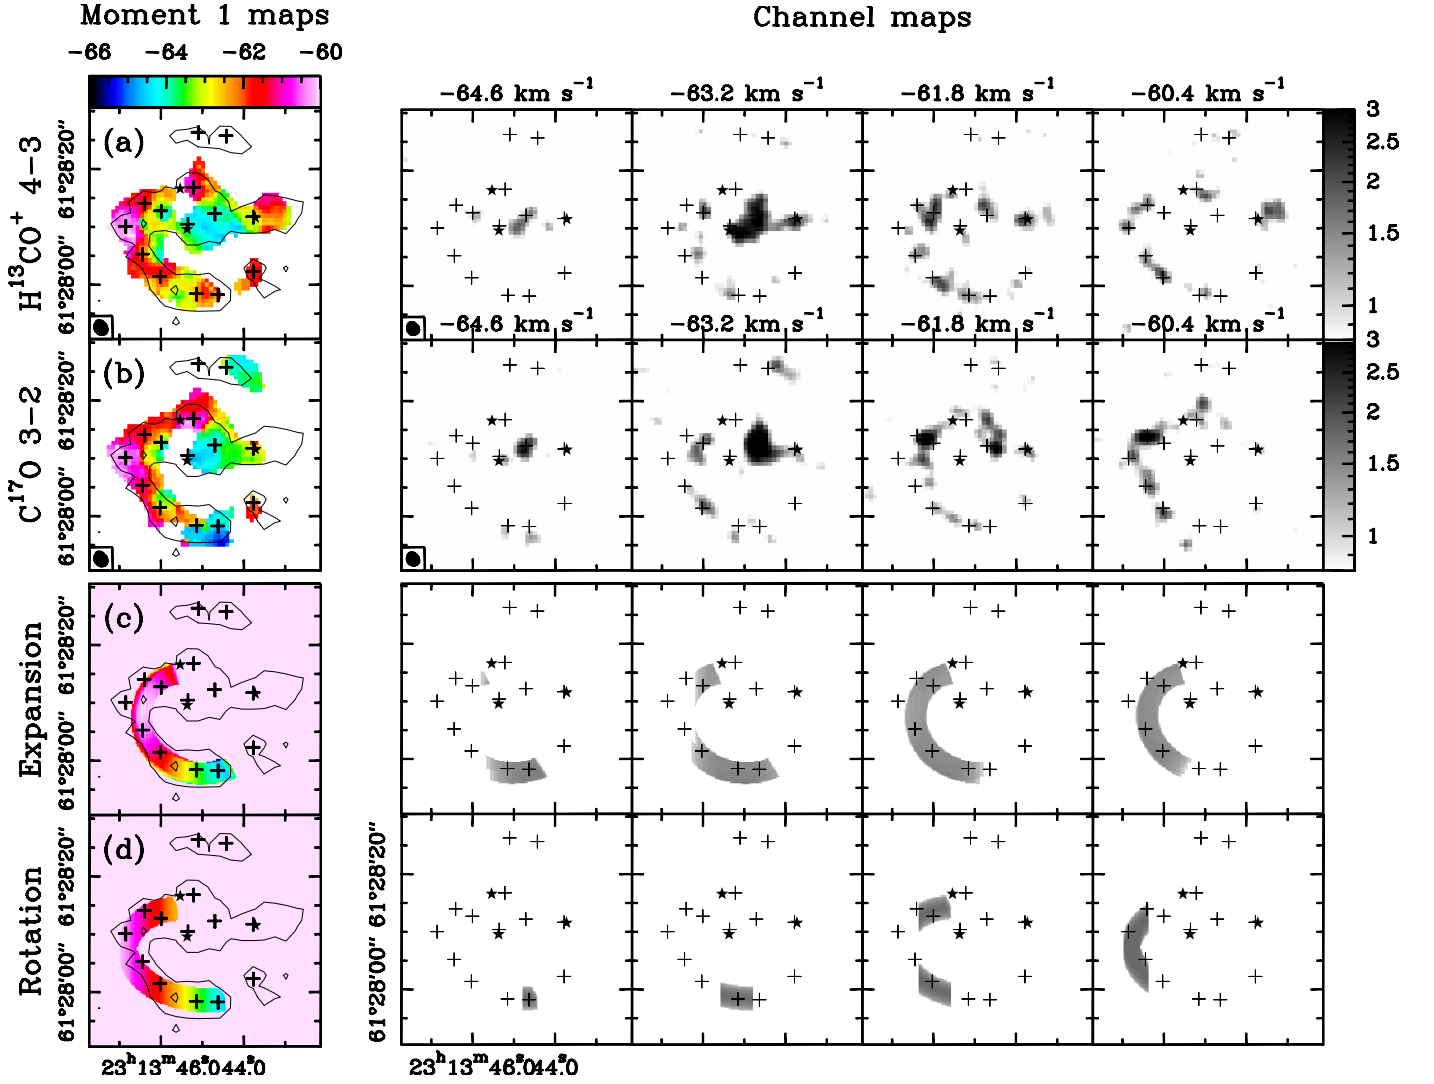 Moment 1 maps
Channel maps
−66 −64 −62 −60
−64.6 km s⁻¹ −63.2 km s⁻¹ −61.8 km s⁻¹ −60.4 km s⁻¹
H¹³CO⁺ 4−3
61°28′20″
61°28′00″
(a)
3
2.5
2
1.5
1
−64.6 km s⁻¹ −63.2 km s⁻¹ −61.8 km s⁻¹ −60.4 km s⁻¹
C¹⁷O 3−2
61°28′20″
61°28′00″
(b)
3
2.5
2
1.5
1
Expansion
61°28′20″
61°28′00″
(c)
Rotation
61°28′20″
61°28′00″
(d)
61°28′20″
61°28′00″
23ʰ13ᵐ46ˢ.044ˢ.0
23ʰ13ᵐ46ˢ.044ˢ.0